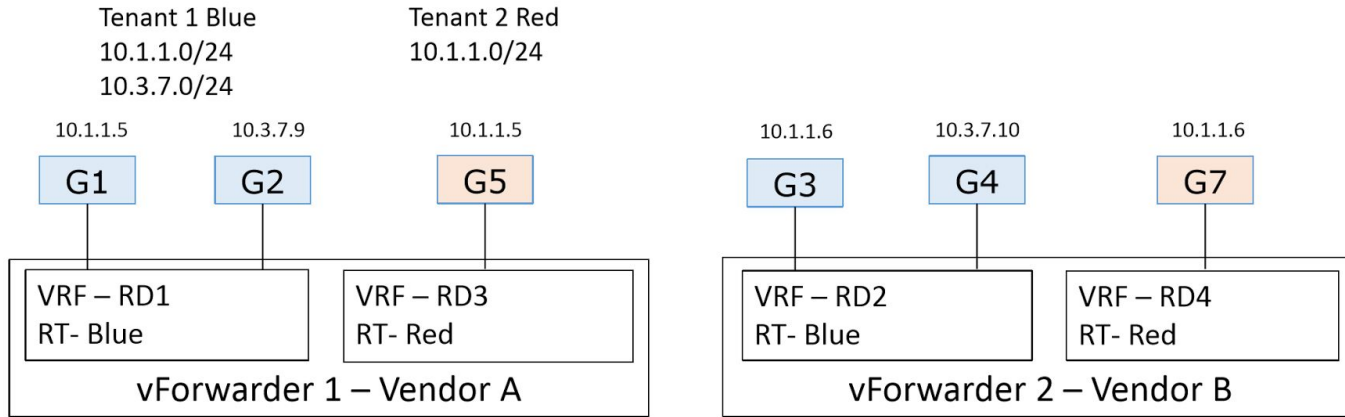 Tenant 1 Blue
10.1.1.0/24
10.3.7.0/24
Tenant 2 Red
10.1.1.0/24
10.1.1.5
10.3.7.9
10.1.1.5
10.1.1.6
10.3.7.10
10.1.1.6
G1
G2
G5
G3
G4
G7
VRF – RD1
RT- Blue
VRF – RD3
RT- Red
vForwarder 1 – Vendor A
VRF – RD2
RT- Blue
VRF – RD4
RT- Red
vForwarder 2 – Vendor B